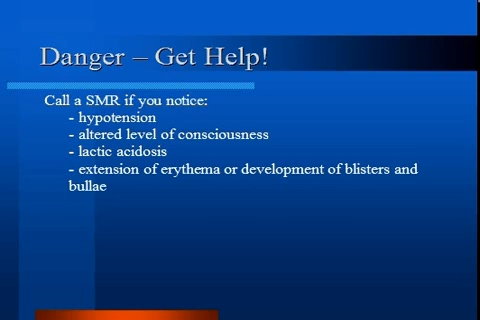 Danger – Get Help!
Call a SMR if you notice:
- hypotension
- altered level of consciousness
- lactic acidosis
- extension of erythema or development of blisters and
bullae